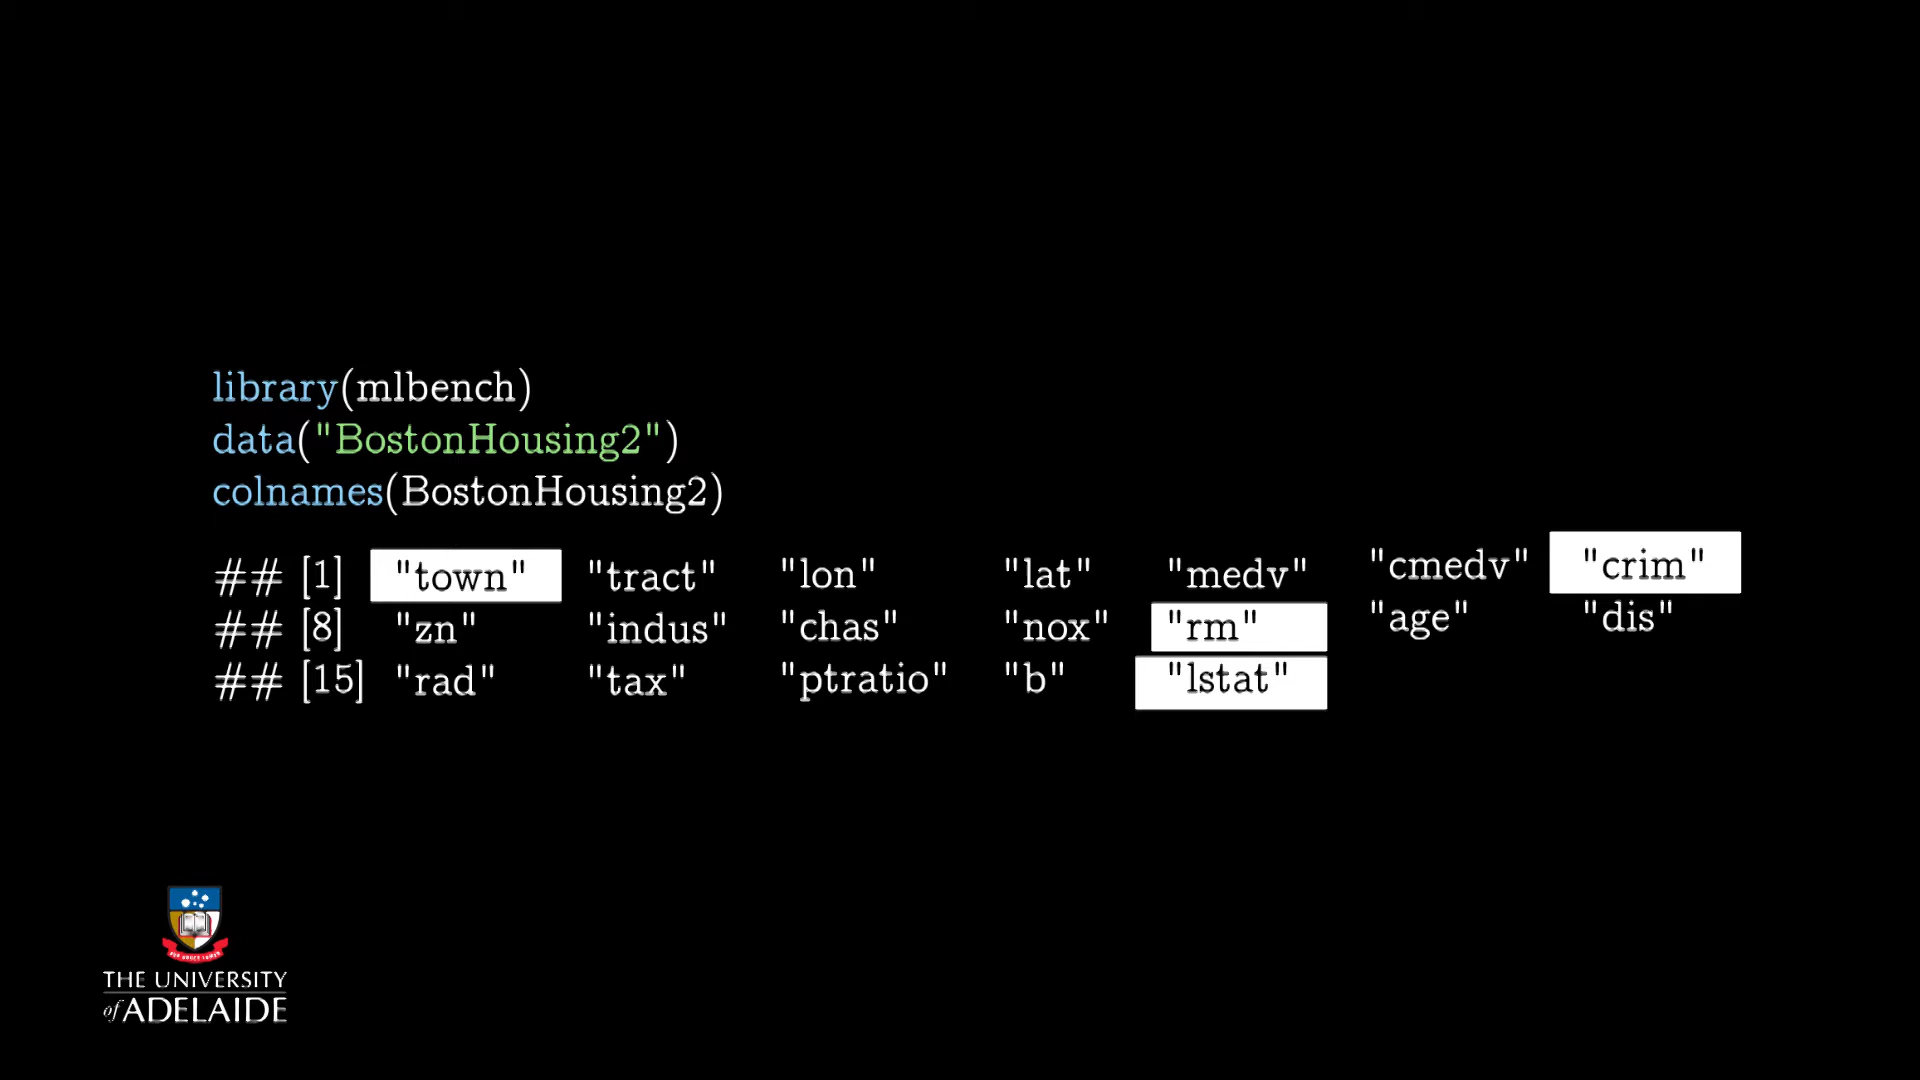 library(mlbench)
data("BostonHousing2")
colnames(BostonHousing2)
## [1] "town" "tract" "lon" "lat" "medv" "cmedv" "crim"
## [8] "zn" "indus" "chas" "nox" "rm" "age" "dis"
## [15] "rad" "tax" "ptratio" "b" "lstat"
THE UNIVERSITY
of ADELAIDE